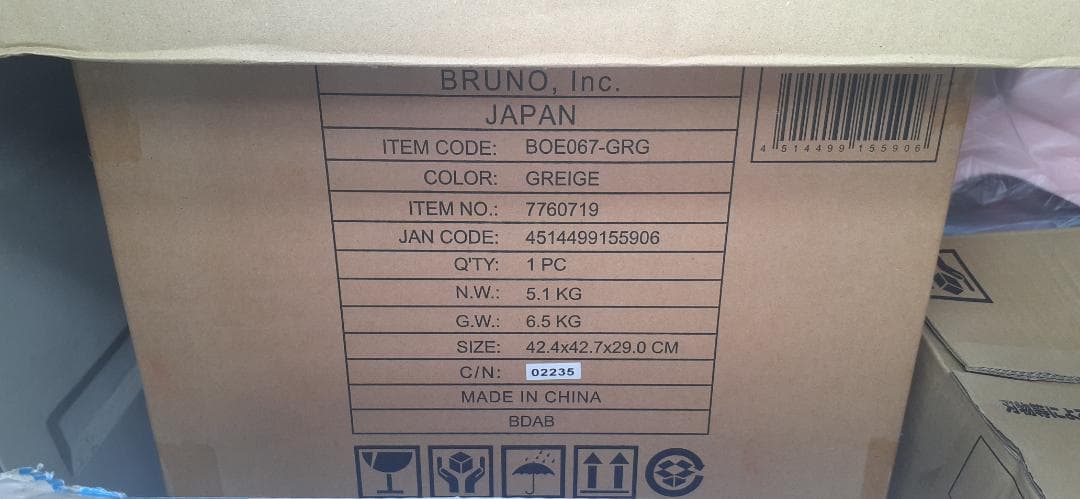 BRUNO, Inc.
JAPAN
ITEM CODE: BOE067-GRG
COLOR: GREIGE
ITEM NO.: 7760719
JAN CODE: 4514499155906
Q'TY: 1 PC
N.W.: 5.1 KG
G.W.: 6.5 KG
SIZE: 42.4x42.7x29.0 CM
C/N: 02235
MADE IN CHINA
BDAB
4 514499 155906